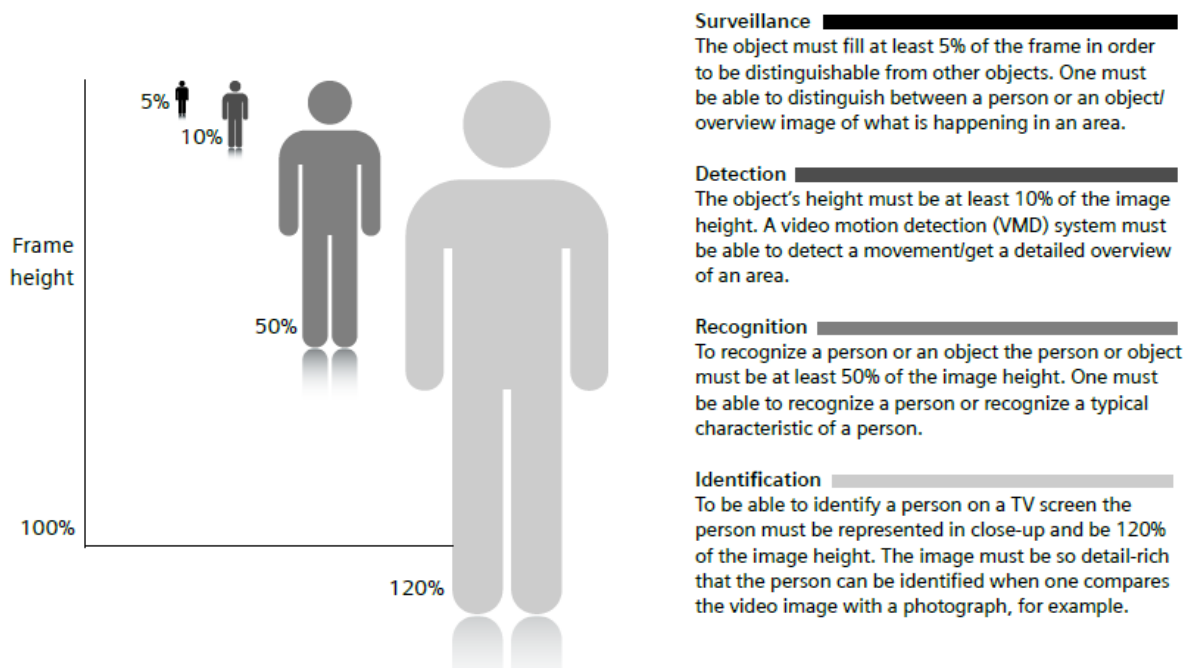 5%
10%
Frame
height
50%
100%
120%
Surveillance
The object must fill at least 5% of the frame in order
to be distinguishable from other objects. One must
be able to distinguish between a person or an object/
overview image of what is happening in an area.
Detection
The object's height must be at least 10% of the image
height. A video motion detection (VMD) system must
be able to detect a movement/get a detailed overview
of an area.
Recognition
To recognize a person or an object the person or object
must be at least 50% of the image height. One must
be able to recognize a person or recognize a typical
characteristic of a person.
Identification
To be able to identify a person on a TV screen the
person must be represented in close-up and be 120%
of the image height. The image must be so detail-rich
that the person can be identified when one compares
the video image with a photograph, for example.